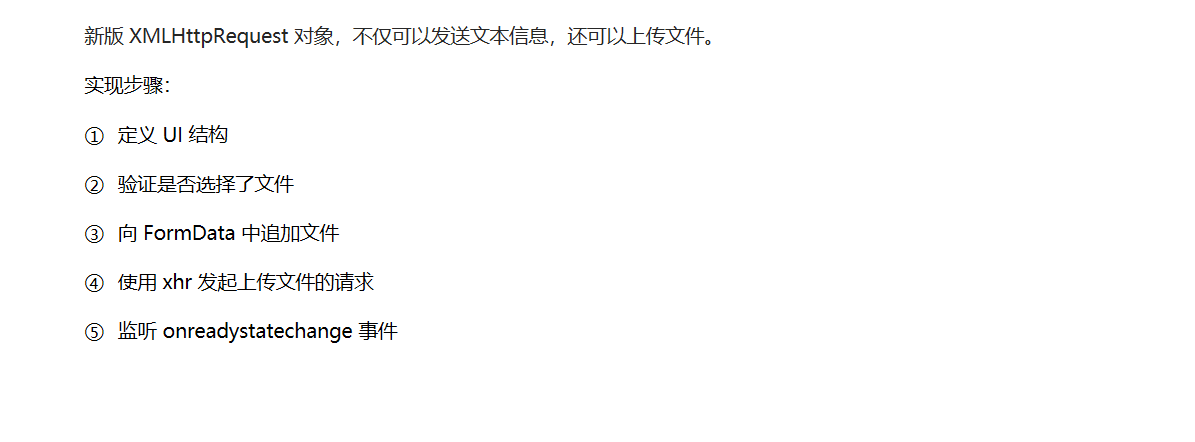 新版 XMLHttpRequest 对象，不仅可以发送文本信息，还可以上传文件。
实现步骤：
① 定义 UI 结构
② 验证是否选择了文件
③ 向 FormData 中追加文件
④ 使用 xhr 发起上传文件的请求
⑤ 监听 onreadystatechange 事件